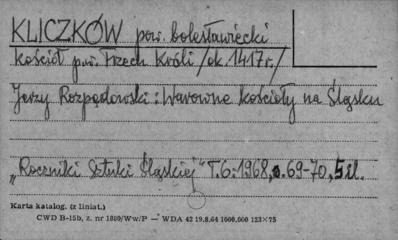 KLICZKÓW pow. bolesławiecki
kościół p.w. Trzech Króli /ok. 1417 r./
Jerzy Rozpędowski: Warowne kościoły na Śląsku
„Roczniki Sztuki Śląskiej" T.6: 1968, s. 69-70, 5 il.
Karta katalog. (z liniat.)
CWD B-15b, z. nr 1880/Ww/P — WDA 42 19.8.64 1000.000 123×75